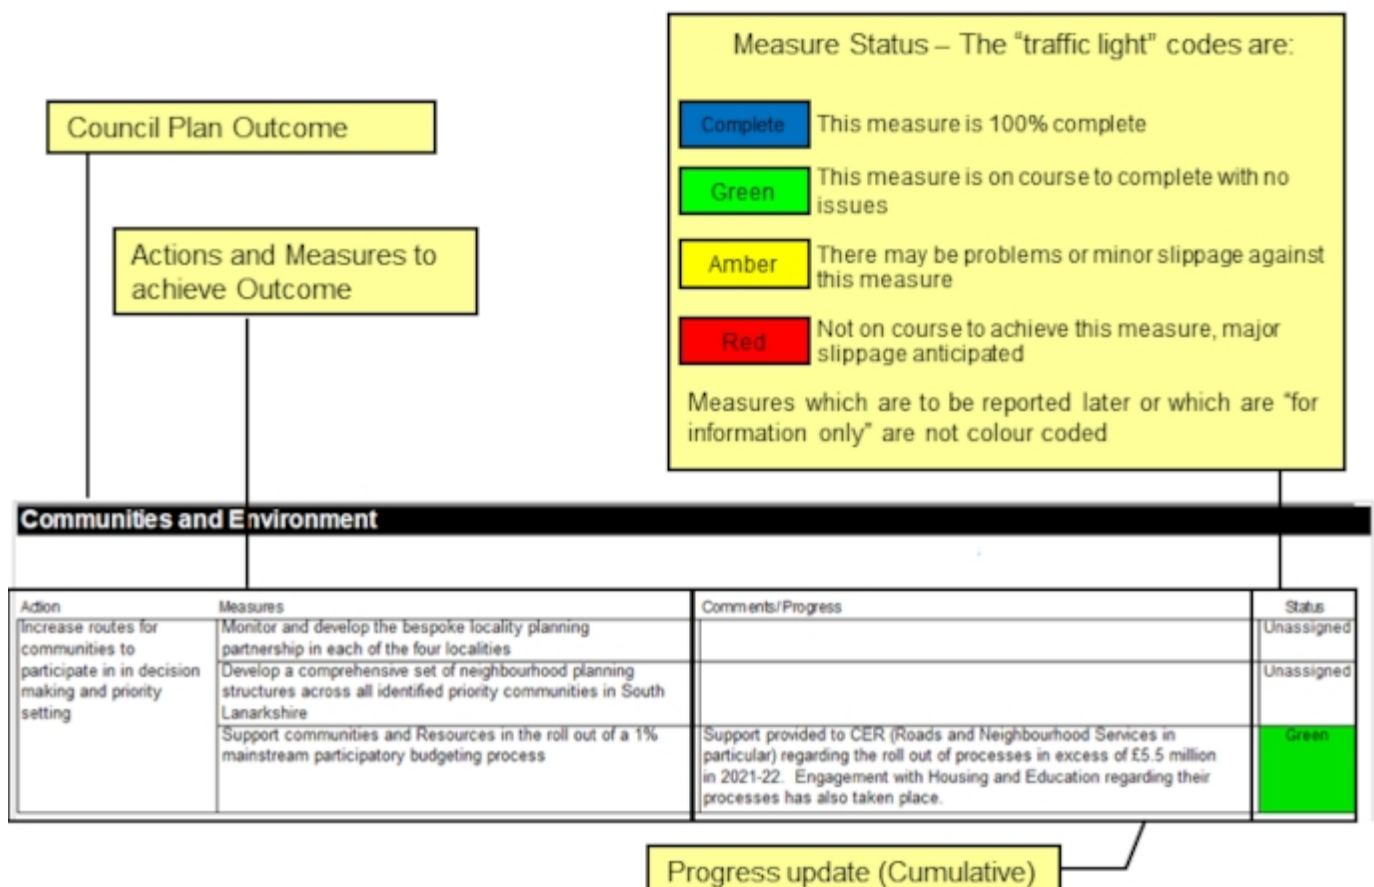 Measure Status – The “traffic light” codes are:
Council Plan Outcome
Complete This measure is 100% complete
Green This measure is on course to complete with no
issues
Actions and Measures to
achieve Outcome
Amber There may be problems or minor slippage against
this measure
Red Not on course to achieve this measure, major
slippage anticipated
Measures which are to be reported later or which are “for
information only” are not colour coded
Communities and Environment
Action Measures Comments/Progress Status
Increase routes for
communities to
participate in in decision
making and priority
setting
Monitor and develop the bespoke locality planning
partnership in each of the four localities
Unassigned
Develop a comprehensive set of neighbourhood planning
structures across all identified priority communities in South
Lanarkshire
Unassigned
Support communities and Resources in the roll out of a 1%
mainstream participatory budgeting process
Support provided to CER (Roads and Neighbourhood Services in
particular) regarding the roll out of processes in excess of £5.5 million
in 2021-22. Engagement with Housing and Education regarding their
processes has also taken place.
Green
Progress update (Cumulative)